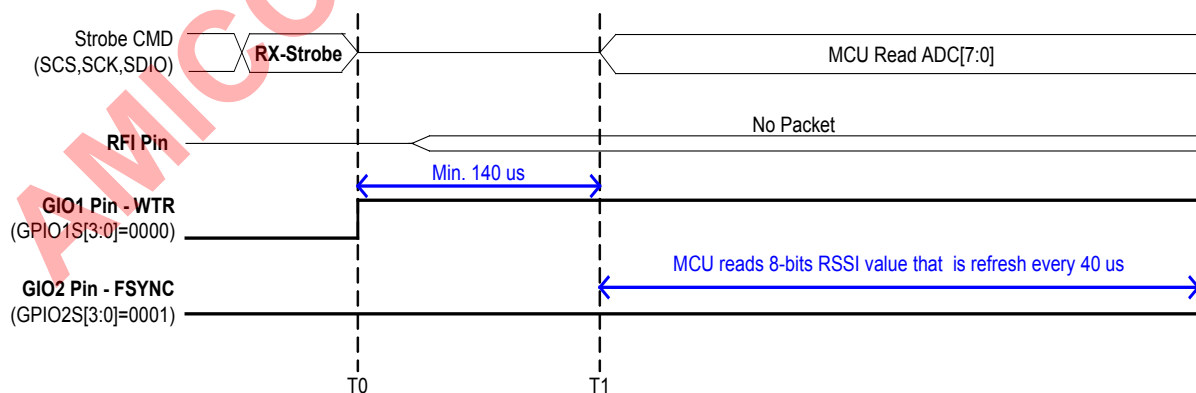 Strobe CMD
(SCS,SCK,SDIO)
RX-Strobe
MCU Read ADC[7:0]
RFI Pin
No Packet
Min. 140 us
GIO1 Pin - WTR
(GPIO1S[3:0]=0000)
MCU reads 8-bits RSSI value that is refresh every 40 us
GIO2 Pin - FSYNC
(GPIO2S[3:0]=0001)
T0
T1
AMICO